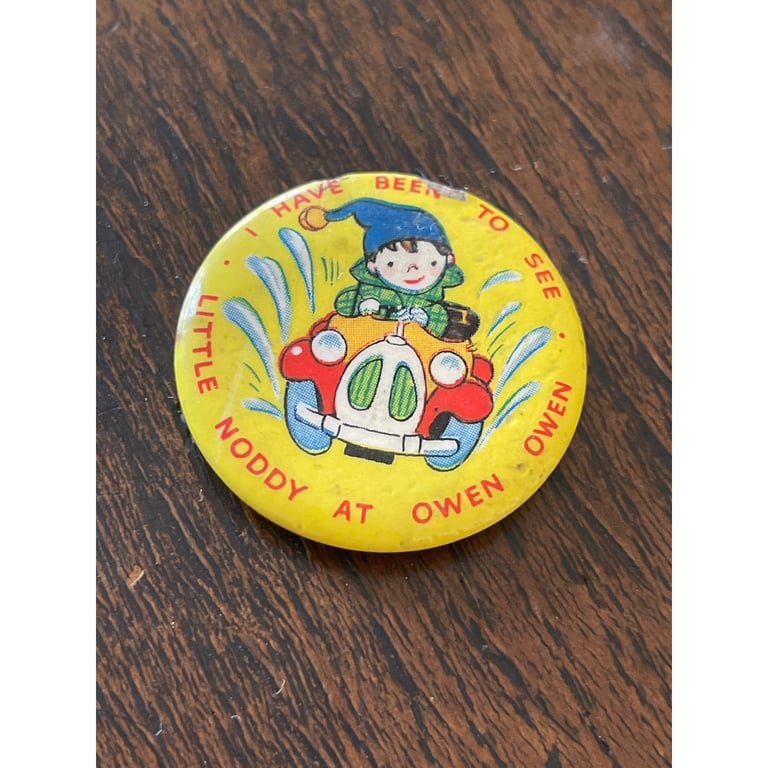 · I HAVE BEEN TO SEE ·
LITTLE NODDY AT OWEN OWEN